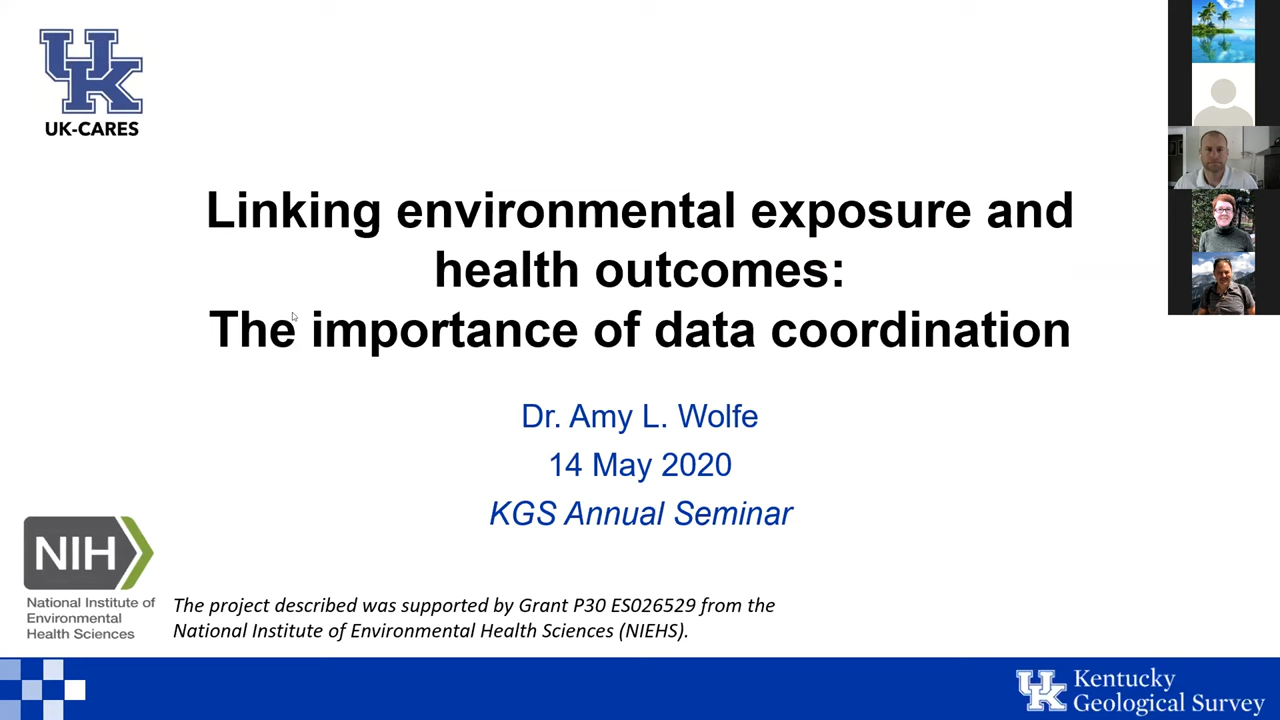 UK
UK-CARES
Linking environmental exposure and
health outcomes:
The importance of data coordination
Dr. Amy L. Wolfe
14 May 2020
KGS Annual Seminar
NIH
National Institute of
Environmental
Health Sciences
The project described was supported by Grant P30 ES026529 from the
National Institute of Environmental Health Sciences (NIEHS).
UK
Kentucky
Geological Survey